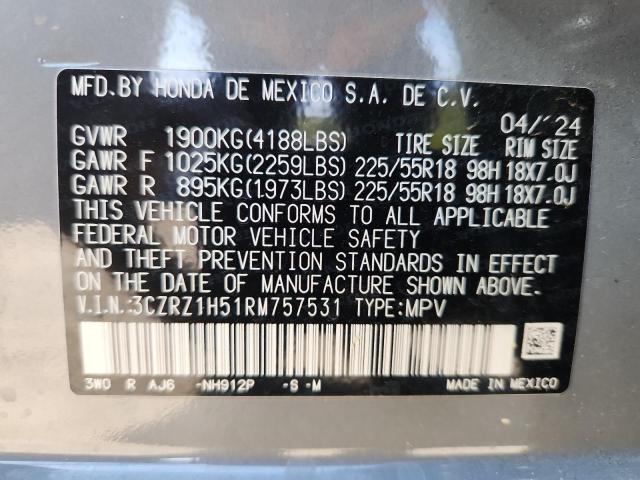 MFD.BY HONDA DE MEXICO S.A. DE C.V.
04/'24
GVWR 1900KG(4188LBS) TIRE SIZE RIM SIZE
GAWR F 1025KG(2259LBS) 225/55R18 98H 18X7.0J
GAWR R 895KG(1973LBS) 225/55R18 98H 18X7.0J
THIS VEHICLE CONFORMS TO ALL APPLICABLE
FEDERAL MOTOR VEHICLE SAFETY
AND THEFT PREVENTION STANDARDS IN EFFECT
ON THE DATE OF MANUFACTURE SHOWN ABOVE.
V.I.N.:3CZRZ1H51RM757531 TYPE:MPV
3W0 R AJ6 -NH912P -S -M MADE IN MEXICO